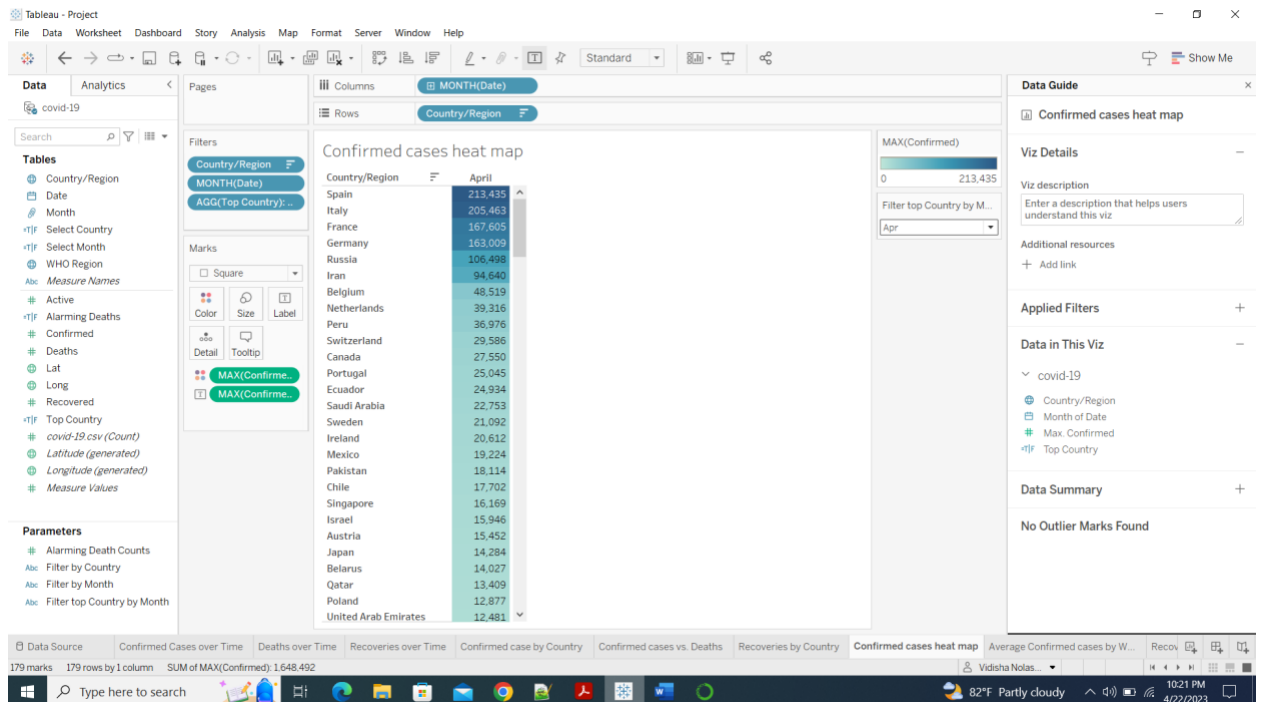 Tableau - Project
File Data Worksheet Dashboard Story Analysis Map Format Server Window Help
Standard
Show Me
Data Analytics
covid-19
Search
Tables
Country/Region
Date
Month
Select Country
Select Month
WHO Region
Abc Measure Names
# Active
Alarming Deaths
# Confirmed
# Deaths
Lat
Long
# Recovered
Top Country
# covid-19.csv (Count)
Latitude (generated)
Longitude (generated)
# Measure Values
Parameters
# Alarming Death Counts
Abc Filter by Country
Abc Filter by Month
Abc Filter top Country by Month
Pages
Filters
Country/Region
MONTH(Date)
AGG(Top Country): ..
Marks
Square
Color Size Label
Detail Tooltip
MAX(Confirme..
MAX(Confirme..
Columns MONTH(Date)
Rows Country/Region
Confirmed cases heat map
Country/Region April
Spain 213,435
Italy 205,463
France 167,605
Germany 163,009
Russia 106,498
Iran 94,640
Belgium 48,519
Netherlands 39,316
Peru 36,976
Switzerland 29,586
Canada 27,550
Portugal 25,045
Ecuador 24,934
Saudi Arabia 22,753
Sweden 21,092
Ireland 20,612
Mexico 19,224
Pakistan 18,114
Chile 17,702
Singapore 16,169
Israel 15,946
Austria 15,452
Japan 14,284
Belarus 14,027
Qatar 13,409
Poland 12,877
United Arab Emirates 12,481
MAX(Confirmed)
0 213,435
Filter top Country by M...
Apr
Data Guide
Confirmed cases heat map
Viz Details
Viz description
Enter a description that helps users
understand this viz
Additional resources
+ Add link
Applied Filters
Data in This Viz
covid-19
Country/Region
Month of Date
# Max. Confirmed
Top Country
Data Summary
No Outlier Marks Found
Data Source Confirmed Cases over Time Deaths over Time Recoveries over Time Confirmed case by Country Confirmed cases vs. Deaths Recoveries by Country Confirmed cases heat map Average Confirmed cases by W... Recov
179 marks 179 rows by 1 column SUM of MAX(Confirmed): 1,648,492 Vidisha Nolas...
Type here to search 82°F Partly cloudy 10:21 PM
4/22/2023